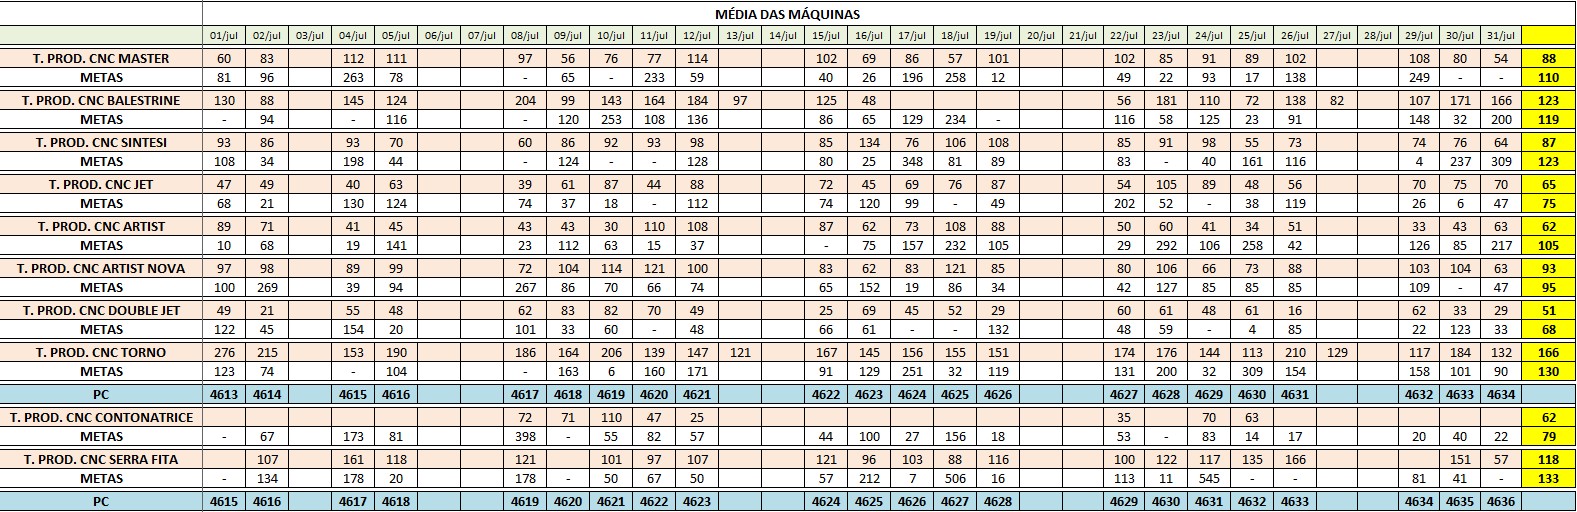 MÉDIA DAS MÁQUINAS
01/jul 02/jul 03/jul 04/jul 05/jul 06/jul 07/jul 08/jul 09/jul 10/jul 11/jul 12/jul 13/jul 14/jul 15/jul 16/jul 17/jul 18/jul 19/jul 20/jul 21/jul 22/jul 23/jul 24/jul 25/jul 26/jul 27/jul 28/jul 29/jul 30/jul 31/jul
T. PROD. CNC MASTER 60 83 112 111 97 56 76 77 114 102 69 86 57 101 102 85 91 89 102 108 80 54 88
METAS 81 96 263 78 - 65 - 233 59 40 26 196 258 12 49 22 93 17 138 249 - - 110
T. PROD. CNC BALESTRINE 130 88 145 124 204 99 143 164 184 97 125 48 56 181 110 72 138 82 107 171 166 123
METAS - 94 - 116 - 120 253 108 136 86 65 129 234 - 116 58 125 23 91 148 32 200 119
T. PROD. CNC SINTESI 93 86 93 70 60 86 92 93 98 85 134 76 106 108 85 91 98 55 73 74 76 64 87
METAS 108 34 198 44 - 124 - - 128 80 25 348 81 89 83 - 40 161 116 4 237 309 123
T. PROD. CNC JET 47 49 40 63 39 61 87 44 88 72 45 69 76 87 54 105 89 48 56 70 75 70 65
METAS 68 21 130 124 74 37 18 - 112 74 120 99 - 49 202 52 - 38 119 26 6 47 75
T. PROD. CNC ARTIST 89 71 41 45 43 43 30 110 108 87 62 73 108 88 50 60 41 34 51 33 43 63 62
METAS 10 68 19 141 23 112 63 15 37 - 75 157 232 105 29 292 106 258 42 126 85 217 105
T. PROD. CNC ARTIST NOVA 97 98 89 99 72 104 114 121 100 83 62 83 121 85 80 106 66 73 88 103 104 63 93
METAS 100 269 39 94 267 86 70 66 74 65 152 19 86 34 42 127 85 85 85 109 - 47 95
T. PROD. CNC DOUBLE JET 49 21 55 48 62 83 82 70 49 25 69 45 52 29 60 61 48 61 16 62 33 29 51
METAS 122 45 154 20 101 33 60 - 48 66 61 - - 132 48 59 - 4 85 22 123 33 68
T. PROD. CNC TORNO 276 215 153 190 186 164 206 139 147 121 167 145 156 155 151 174 176 144 113 210 129 117 184 132 166
METAS 123 74 - 104 - 163 6 160 171 91 129 251 32 119 131 200 32 309 154 158 101 90 130
PC 4613 4614 4615 4616 4617 4618 4619 4620 4621 4622 4623 4624 4625 4626 4627 4628 4629 4630 4631 4632 4633 4634
T. PROD. CNC CONTONATRICE 72 71 110 47 25 35 70 63 62
METAS - 67 173 81 398 - 55 82 57 44 100 27 156 18 53 - 83 14 17 20 40 22 79
T. PROD. CNC SERRA FITA 107 161 118 121 101 97 107 121 96 103 88 116 100 122 117 135 166 151 57 118
METAS - 134 178 20 178 - 50 67 50 57 212 7 506 16 113 11 545 - - 81 41 - 133
PC 4615 4616 4617 4618 4619 4620 4621 4622 4623 4624 4625 4626 4627 4628 4629 4630 4631 4632 4633 4634 4635 4636